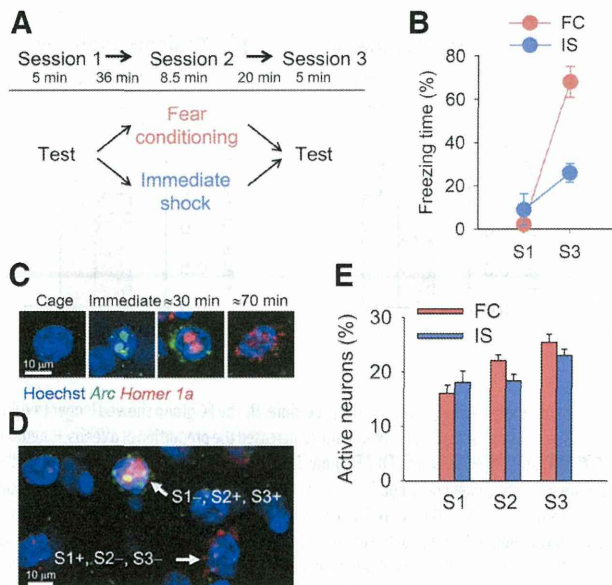 A
Session 1 → Session 2 → Session 3
5 min 36 min 8.5 min 20 min 5 min
Fear
conditioning
Test Test
Immediate
shock
B
FC
IS
Freezing time (%)
80
60
40
20
0
S1 S3
C
Cage Immediate ≈30 min ≈70 min
10 µm
Hoechst Arc Homer 1a
D
S1–, S2+, S3+
S1+, S2–, S3–
10 µm
E
FC
IS
Active neurons (%)
30
20
10
0
S1 S2 S3